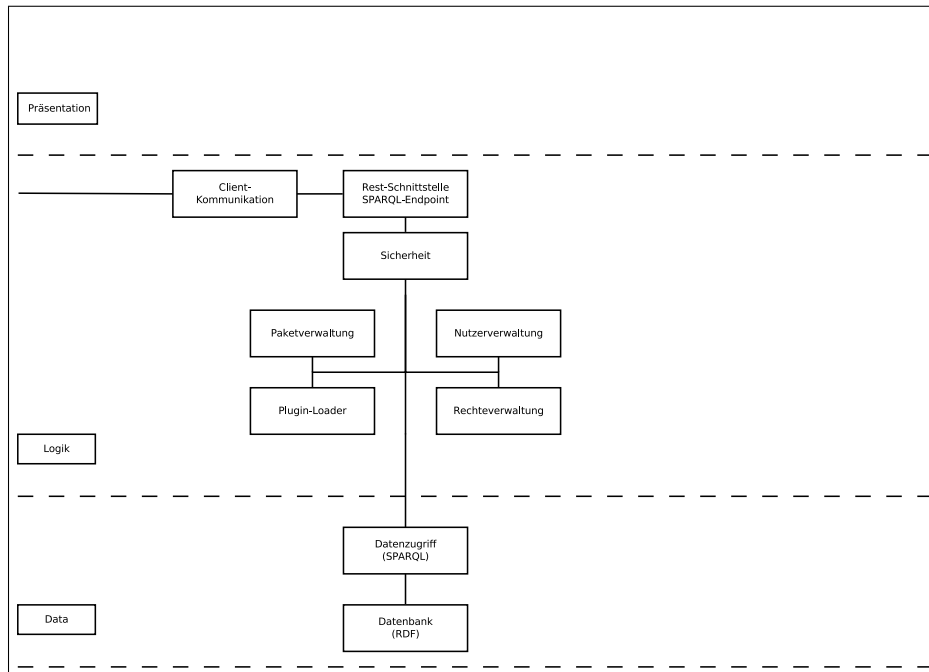 Präsentation
Client-
Kommunikation
Rest-Schnittstelle
SPARQL-Endpoint
Sicherheit
Paketverwaltung
Nutzerverwaltung
Plugin-Loader
Rechteverwaltung
Logik
Datenzugriff
(SPARQL)
Data
Datenbank
(RDF)